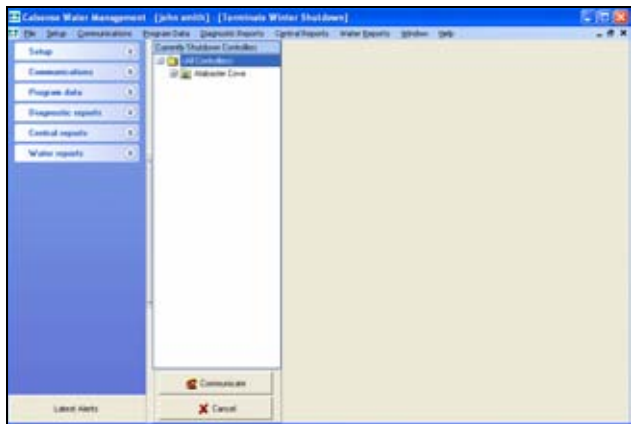 Calsense Water Management [john smith] [Terminate Winter Shutdown]
File Setup Communications Program Data Diagnostic Reports Central Reports Water Reports Window Help
Setup
Communications
Program data
Diagnostic reports
Central reports
Water reports
Currently Shutdown Controllers
<All Controllers>
Alabaster Cove
Communicate
Cancel
Latest Alerts